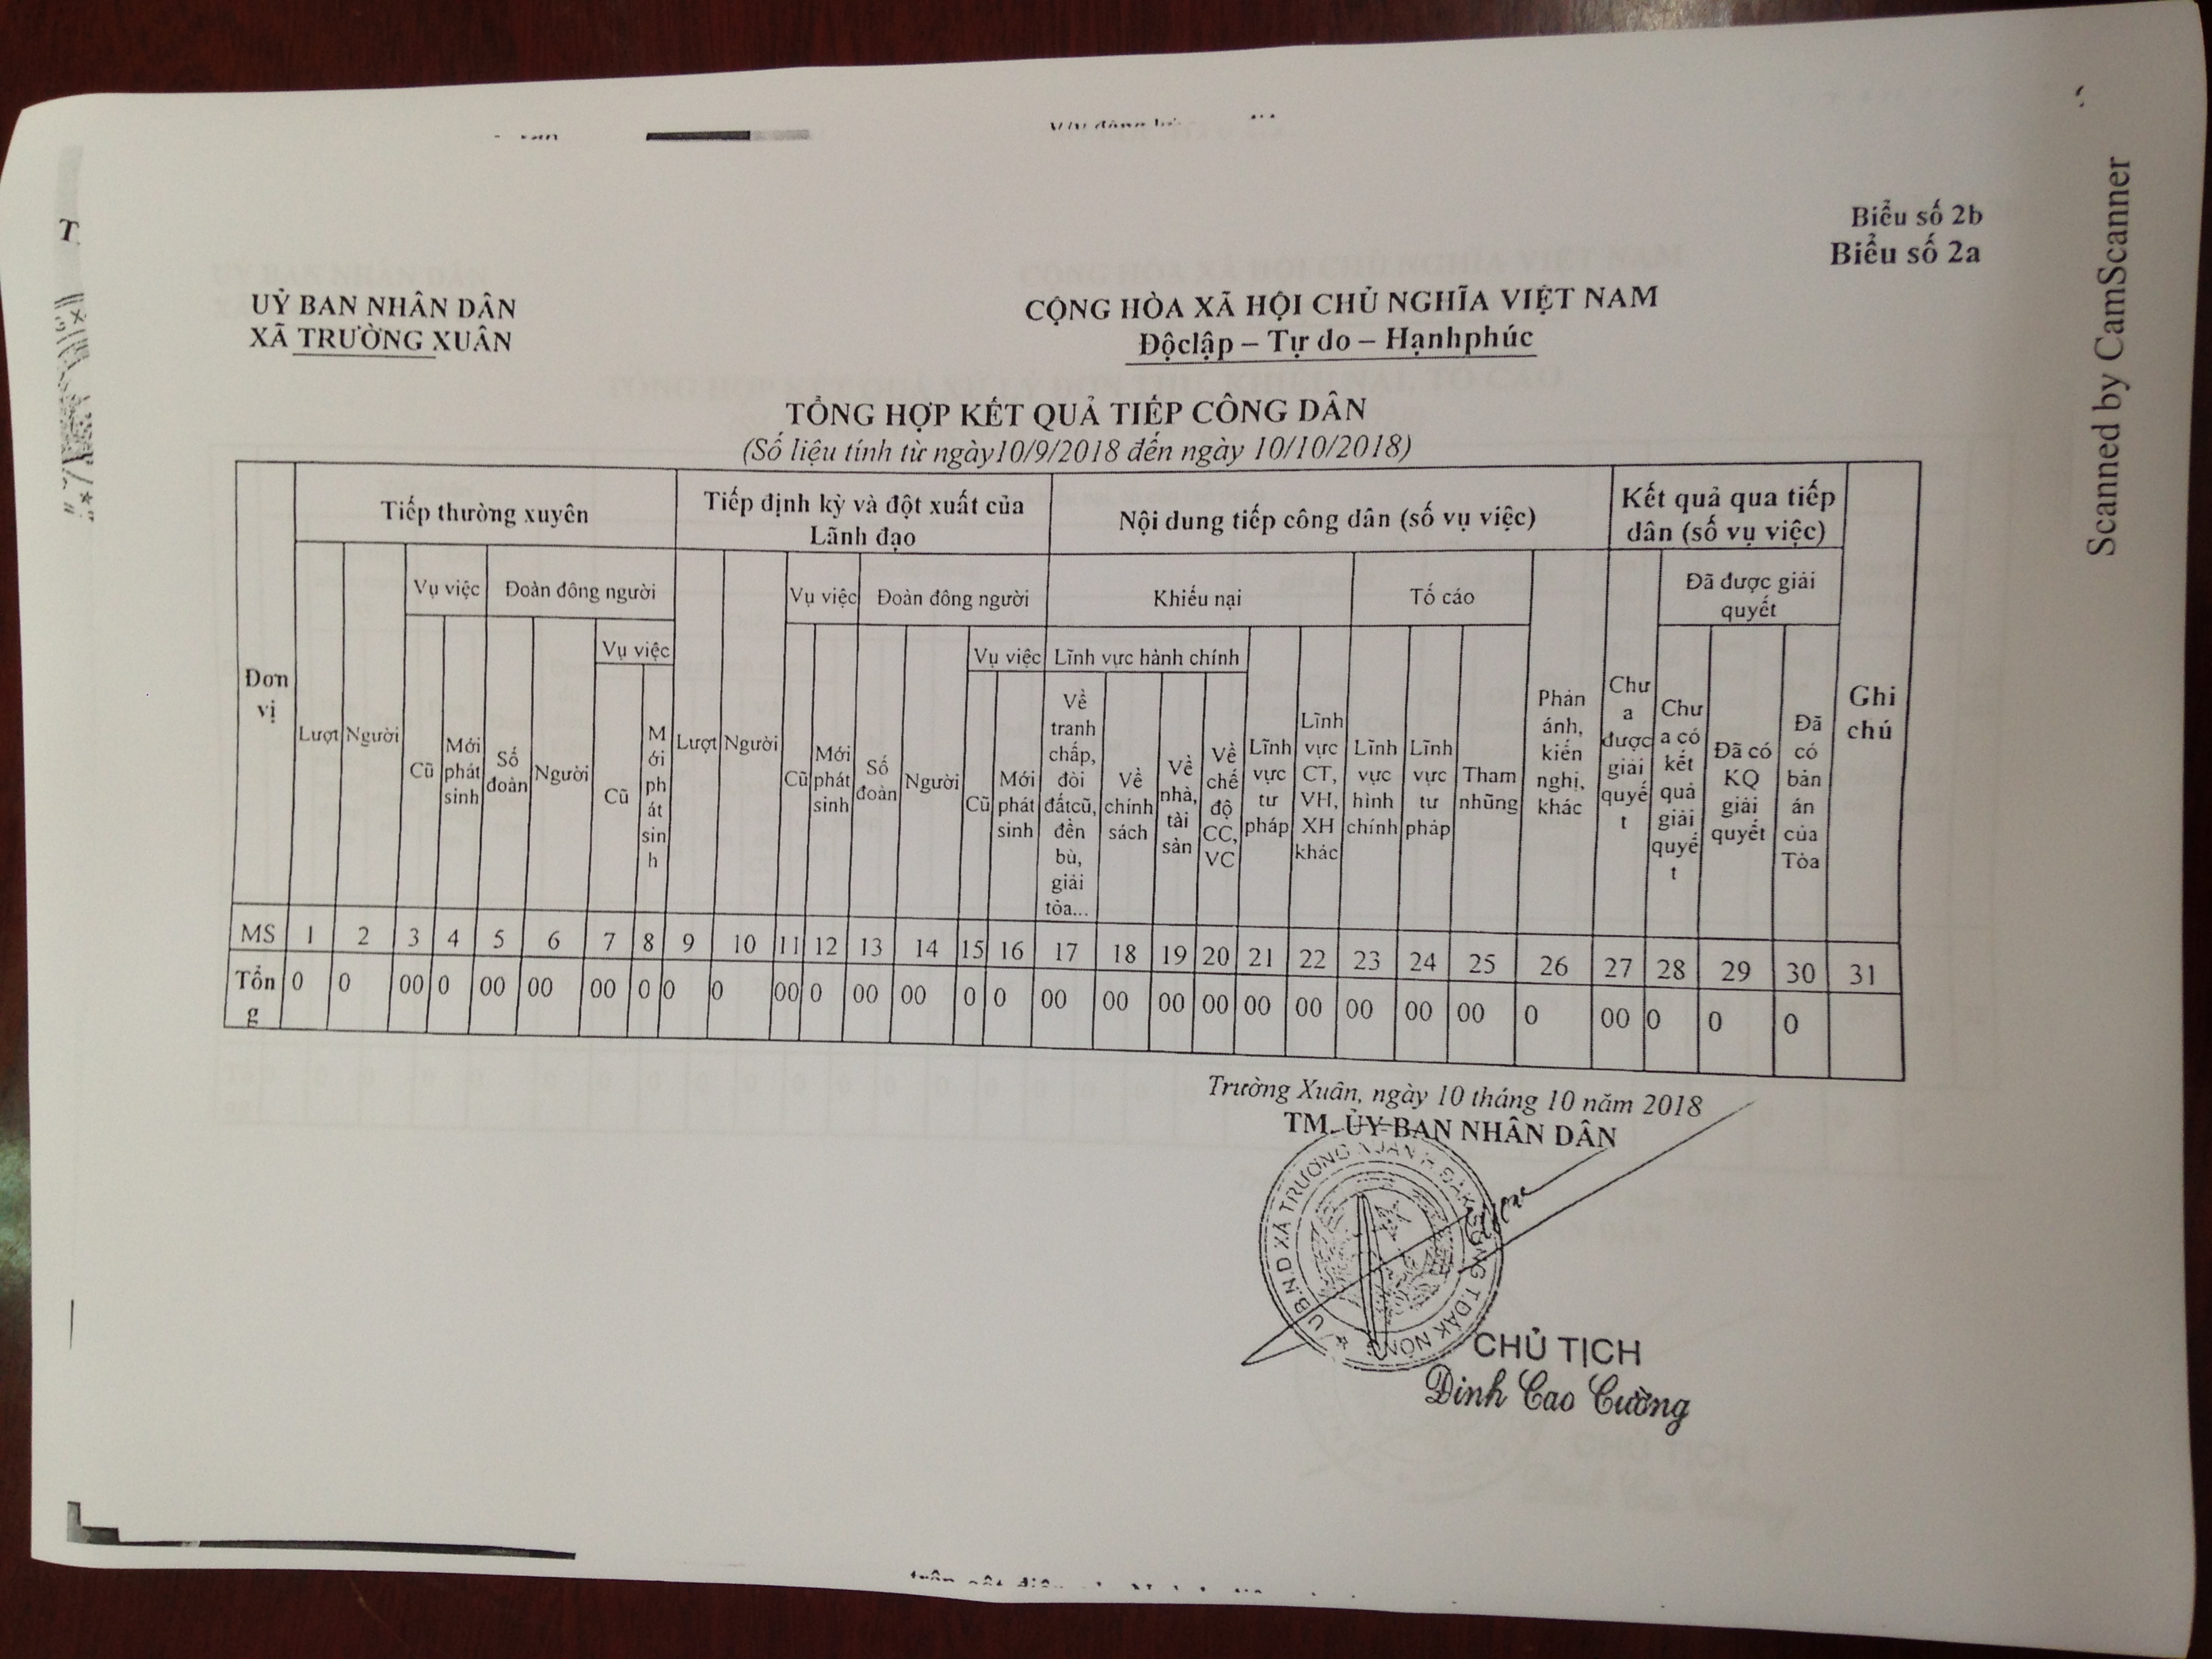 Biểu số 2b
Biểu số 2a
UỶ BAN NHÂN DÂN
XÃ TRƯỜNG XUÂN
CỘNG HÒA XÃ HỘI CHỦ NGHĨA VIỆT NAM
Độclập – Tự do – Hạnhphúc
TỔNG HỢP KẾT QUẢ TIẾP CÔNG DÂN
(Số liệu tính từ ngày10/9/2018 đến ngày 10/10/2018)
Đơn
vị
Tiếp thường xuyên
Tiếp định kỳ và đột xuất của
Lãnh đạo
Nội dung tiếp công dân (số vụ việc)
Kết quả qua tiếp
dân (số vụ việc)
Ghi
chú
Lượt
Người
Vụ việc
Đoàn đông người
Lượt
Người
Vụ việc
Đoàn đông người
Khiếu nại
Tố cáo
Phản
ánh,
kiến
nghị,
khác
Chư
a
được
giải
quyế
t
Đã được giải
quyết
Cũ
Mới
phát
sinh
Số
đoàn
Người
Vụ việc
Cũ
Mới
phát
sinh
Số
đoàn
Người
Vụ việc
Lĩnh vực hành chính
Lĩnh
vực
tư
pháp
Lĩnh
vực
CT,
VH,
XH
khác
Lĩnh
vực
hình
chính
Lĩnh
vực
tư
pháp
Tham
nhũng
Chư
a có
kết
quả
giải
quyế
t
Đã có
KQ
giải
quyết
Đã
có
bản
án
của
Tòa
Cũ
M
ới
ph
át
sin
h
Cũ
Mới
phát
sinh
Về
tranh
chấp,
đòi
đấtcũ,
đền
bù,
giải
tỏa...
Về
chính
sách
Về
nhà,
tài
sản
Về
chế
độ
CC,
VC
MS 1 2 3 4 5 6 7 8 9 10 11 12 13 14 15 16 17 18 19 20 21 22 23 24 25 26 27 28 29 30 31
Tổn 0 0 00 0 00 00 00 0 0 0 00 0 00 00 0 0 00 00 00 00 00 00 00 00 00 0 00 0 0 0
g
Trường Xuân, ngày 10 tháng 10 năm 2018
TM. ỦY BAN NHÂN DÂN
CHỦ TỊCH
Đinh Cao Cường
U.B.N.D XÃ TRƯỜNG XUÂN
Scanned by CamScanner